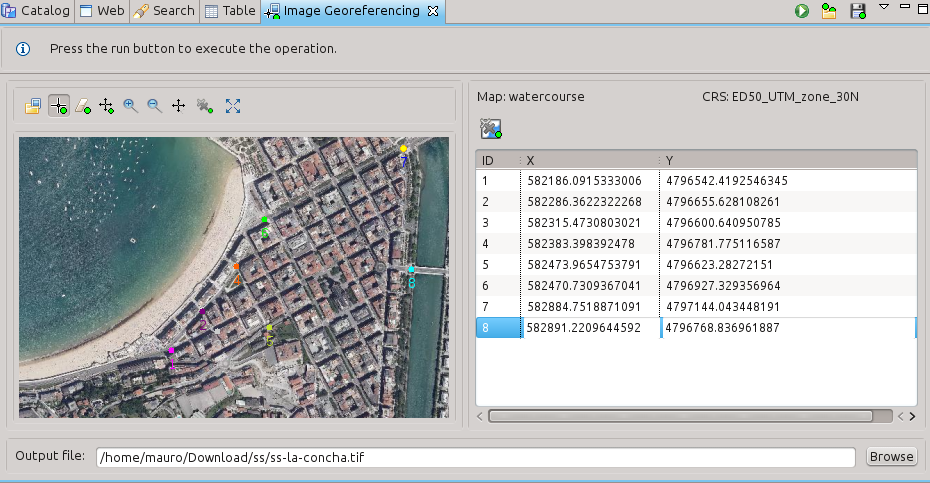 Catalog Web Search Table Image Georeferencing
Press the run button to execute the operation.
Map: watercourse CRS: ED50_UTM_zone_30N
ID X Y
1 582186.0915333006 4796542.4192546345
2 582286.3622322268 4796655.628108261
3 582315.4730803021 4796600.640950785
4 582383.398392478 4796781.775116587
5 582473.9654753791 4796623.28272151
6 582470.7309367041 4796927.329356964
7 582884.7518871091 4797144.043448191
8 582891.2209644592 4796768.836961887
7
6
4
8
2
5
Output file: /home/mauro/Download/ss/ss-la-concha.tif Browse